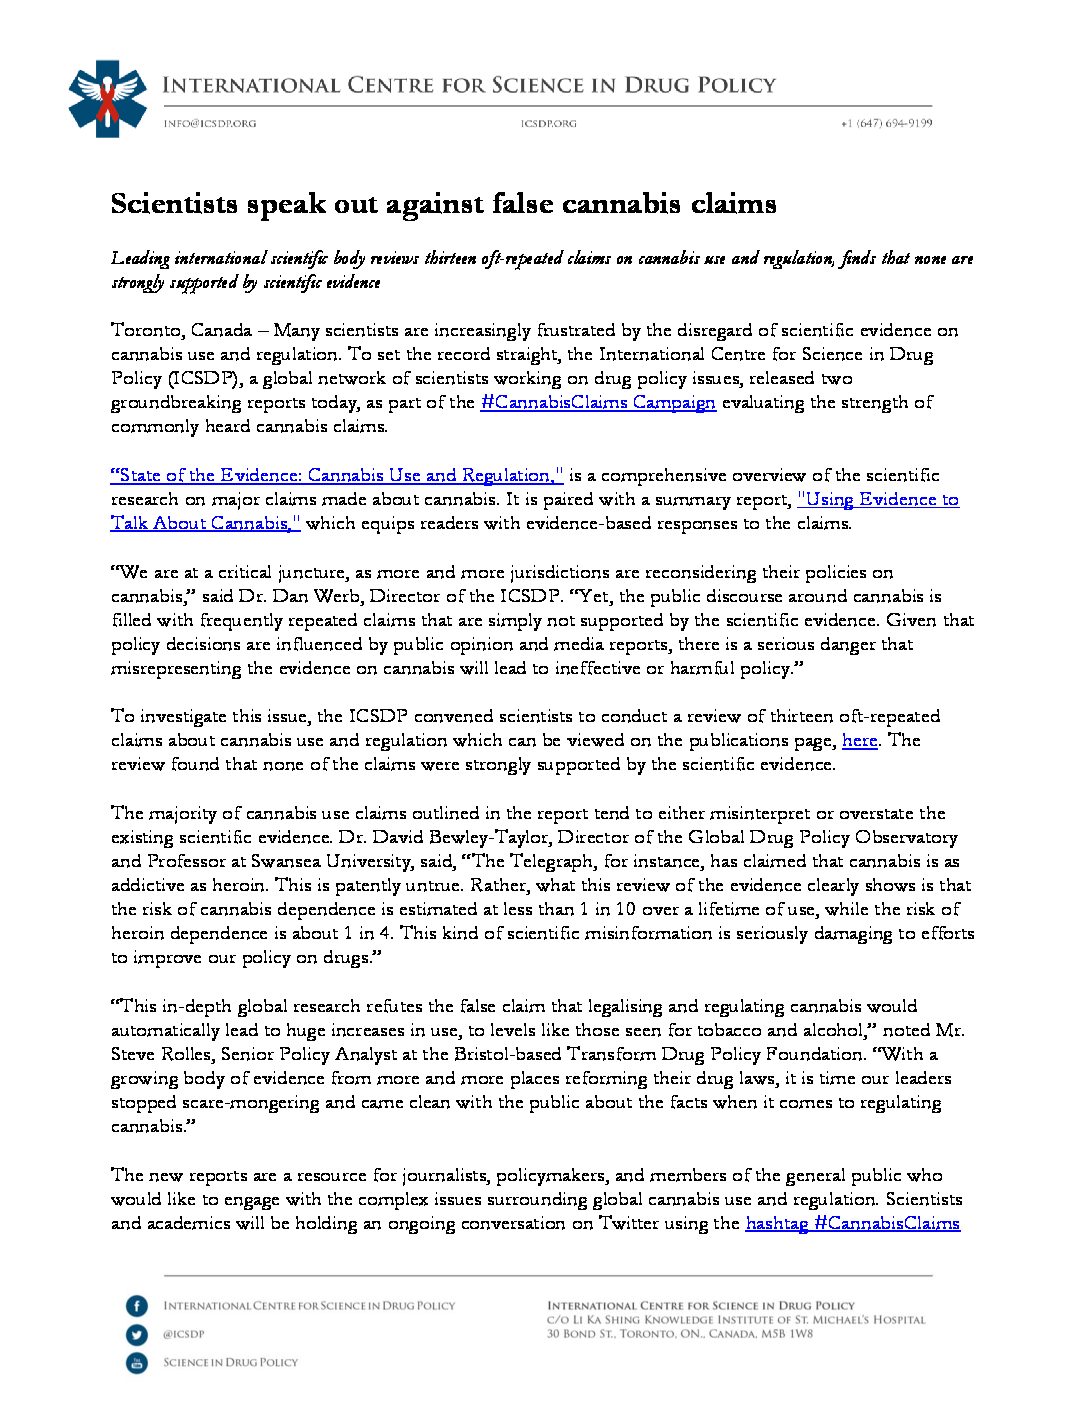 INTERNATIONAL CENTRE FOR SCIENCE IN DRUG POLICY
INFO@ICSDP.ORG ICSDP.ORG +1 (647) 694-9199
Scientists speak out against false cannabis claims
Leading international scientific body reviews thirteen oft-repeated claims on cannabis use and regulation, finds that none are
strongly supported by scientific evidence
Toronto, Canada – Many scientists are increasingly frustrated by the disregard of scientific evidence on
cannabis use and regulation. To set the record straight, the International Centre for Science in Drug
Policy (ICSDP), a global network of scientists working on drug policy issues, released two
groundbreaking reports today, as part of the #CannabisClaims Campaign evaluating the strength of
commonly heard cannabis claims.
“State of the Evidence: Cannabis Use and Regulation," is a comprehensive overview of the scientific
research on major claims made about cannabis. It is paired with a summary report, "Using Evidence to
Talk About Cannabis," which equips readers with evidence-based responses to the claims.
“We are at a critical juncture, as more and more jurisdictions are reconsidering their policies on
cannabis,” said Dr. Dan Werb, Director of the ICSDP. “Yet, the public discourse around cannabis is
filled with frequently repeated claims that are simply not supported by the scientific evidence. Given that
policy decisions are influenced by public opinion and media reports, there is a serious danger that
misrepresenting the evidence on cannabis will lead to ineffective or harmful policy.”
To investigate this issue, the ICSDP convened scientists to conduct a review of thirteen oft-repeated
claims about cannabis use and regulation which can be viewed on the publications page, here. The
review found that none of the claims were strongly supported by the scientific evidence.
The majority of cannabis use claims outlined in the report tend to either misinterpret or overstate the
existing scientific evidence. Dr. David Bewley-Taylor, Director of the Global Drug Policy Observatory
and Professor at Swansea University, said, “The Telegraph, for instance, has claimed that cannabis is as
addictive as heroin. This is patently untrue. Rather, what this review of the evidence clearly shows is that
the risk of cannabis dependence is estimated at less than 1 in 10 over a lifetime of use, while the risk of
heroin dependence is about 1 in 4. This kind of scientific misinformation is seriously damaging to efforts
to improve our policy on drugs.”
“This in-depth global research refutes the false claim that legalising and regulating cannabis would
automatically lead to huge increases in use, to levels like those seen for tobacco and alcohol,” noted Mr.
Steve Rolles, Senior Policy Analyst at the Bristol-based Transform Drug Policy Foundation. “With a
growing body of evidence from more and more places reforming their drug laws, it is time our leaders
stopped scare-mongering and came clean with the public about the facts when it comes to regulating
cannabis.”
The new reports are a resource for journalists, policymakers, and members of the general public who
would like to engage with the complex issues surrounding global cannabis use and regulation. Scientists
and academics will be holding an ongoing conversation on Twitter using the hashtag #CannabisClaims
INTERNATIONAL CENTRE FOR SCIENCE IN DRUG POLICY
@ICSDP
SCIENCE IN DRUG POLICY
INTERNATIONAL CENTRE FOR SCIENCE IN DRUG POLICY
C/O LI KA SHING KNOWLEDGE INSTITUTE OF ST. MICHAEL'S HOSPITAL
30 BOND ST., TORONTO, ON., CANADA, M5B 1W8